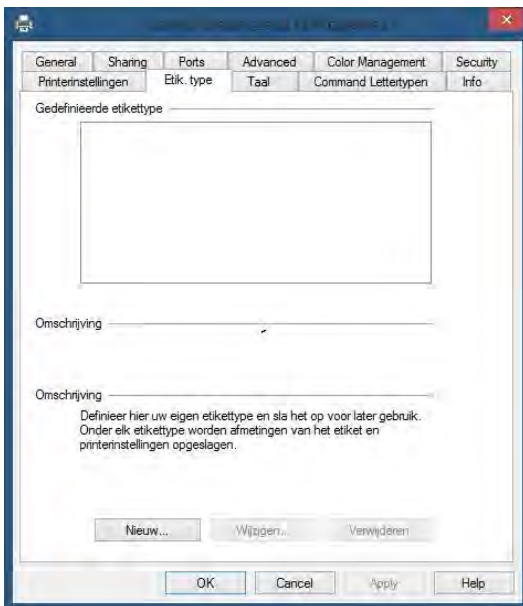 General Sharing Ports Advanced Color Management Security
Printerinstellingen Etik. type Taal Command Lettertypen Info
Gedefinieerde etikettype
Omschrijving
Omschrijving
Definieer hier uw eigen etikettype en sla het op voor later gebruik.
Onder elk etikettype worden afmetingen van het etiket en
printerinstellingen opgeslagen.
Nieuw... Wijzigen... Verwijderen
OK Cancel Apply Help